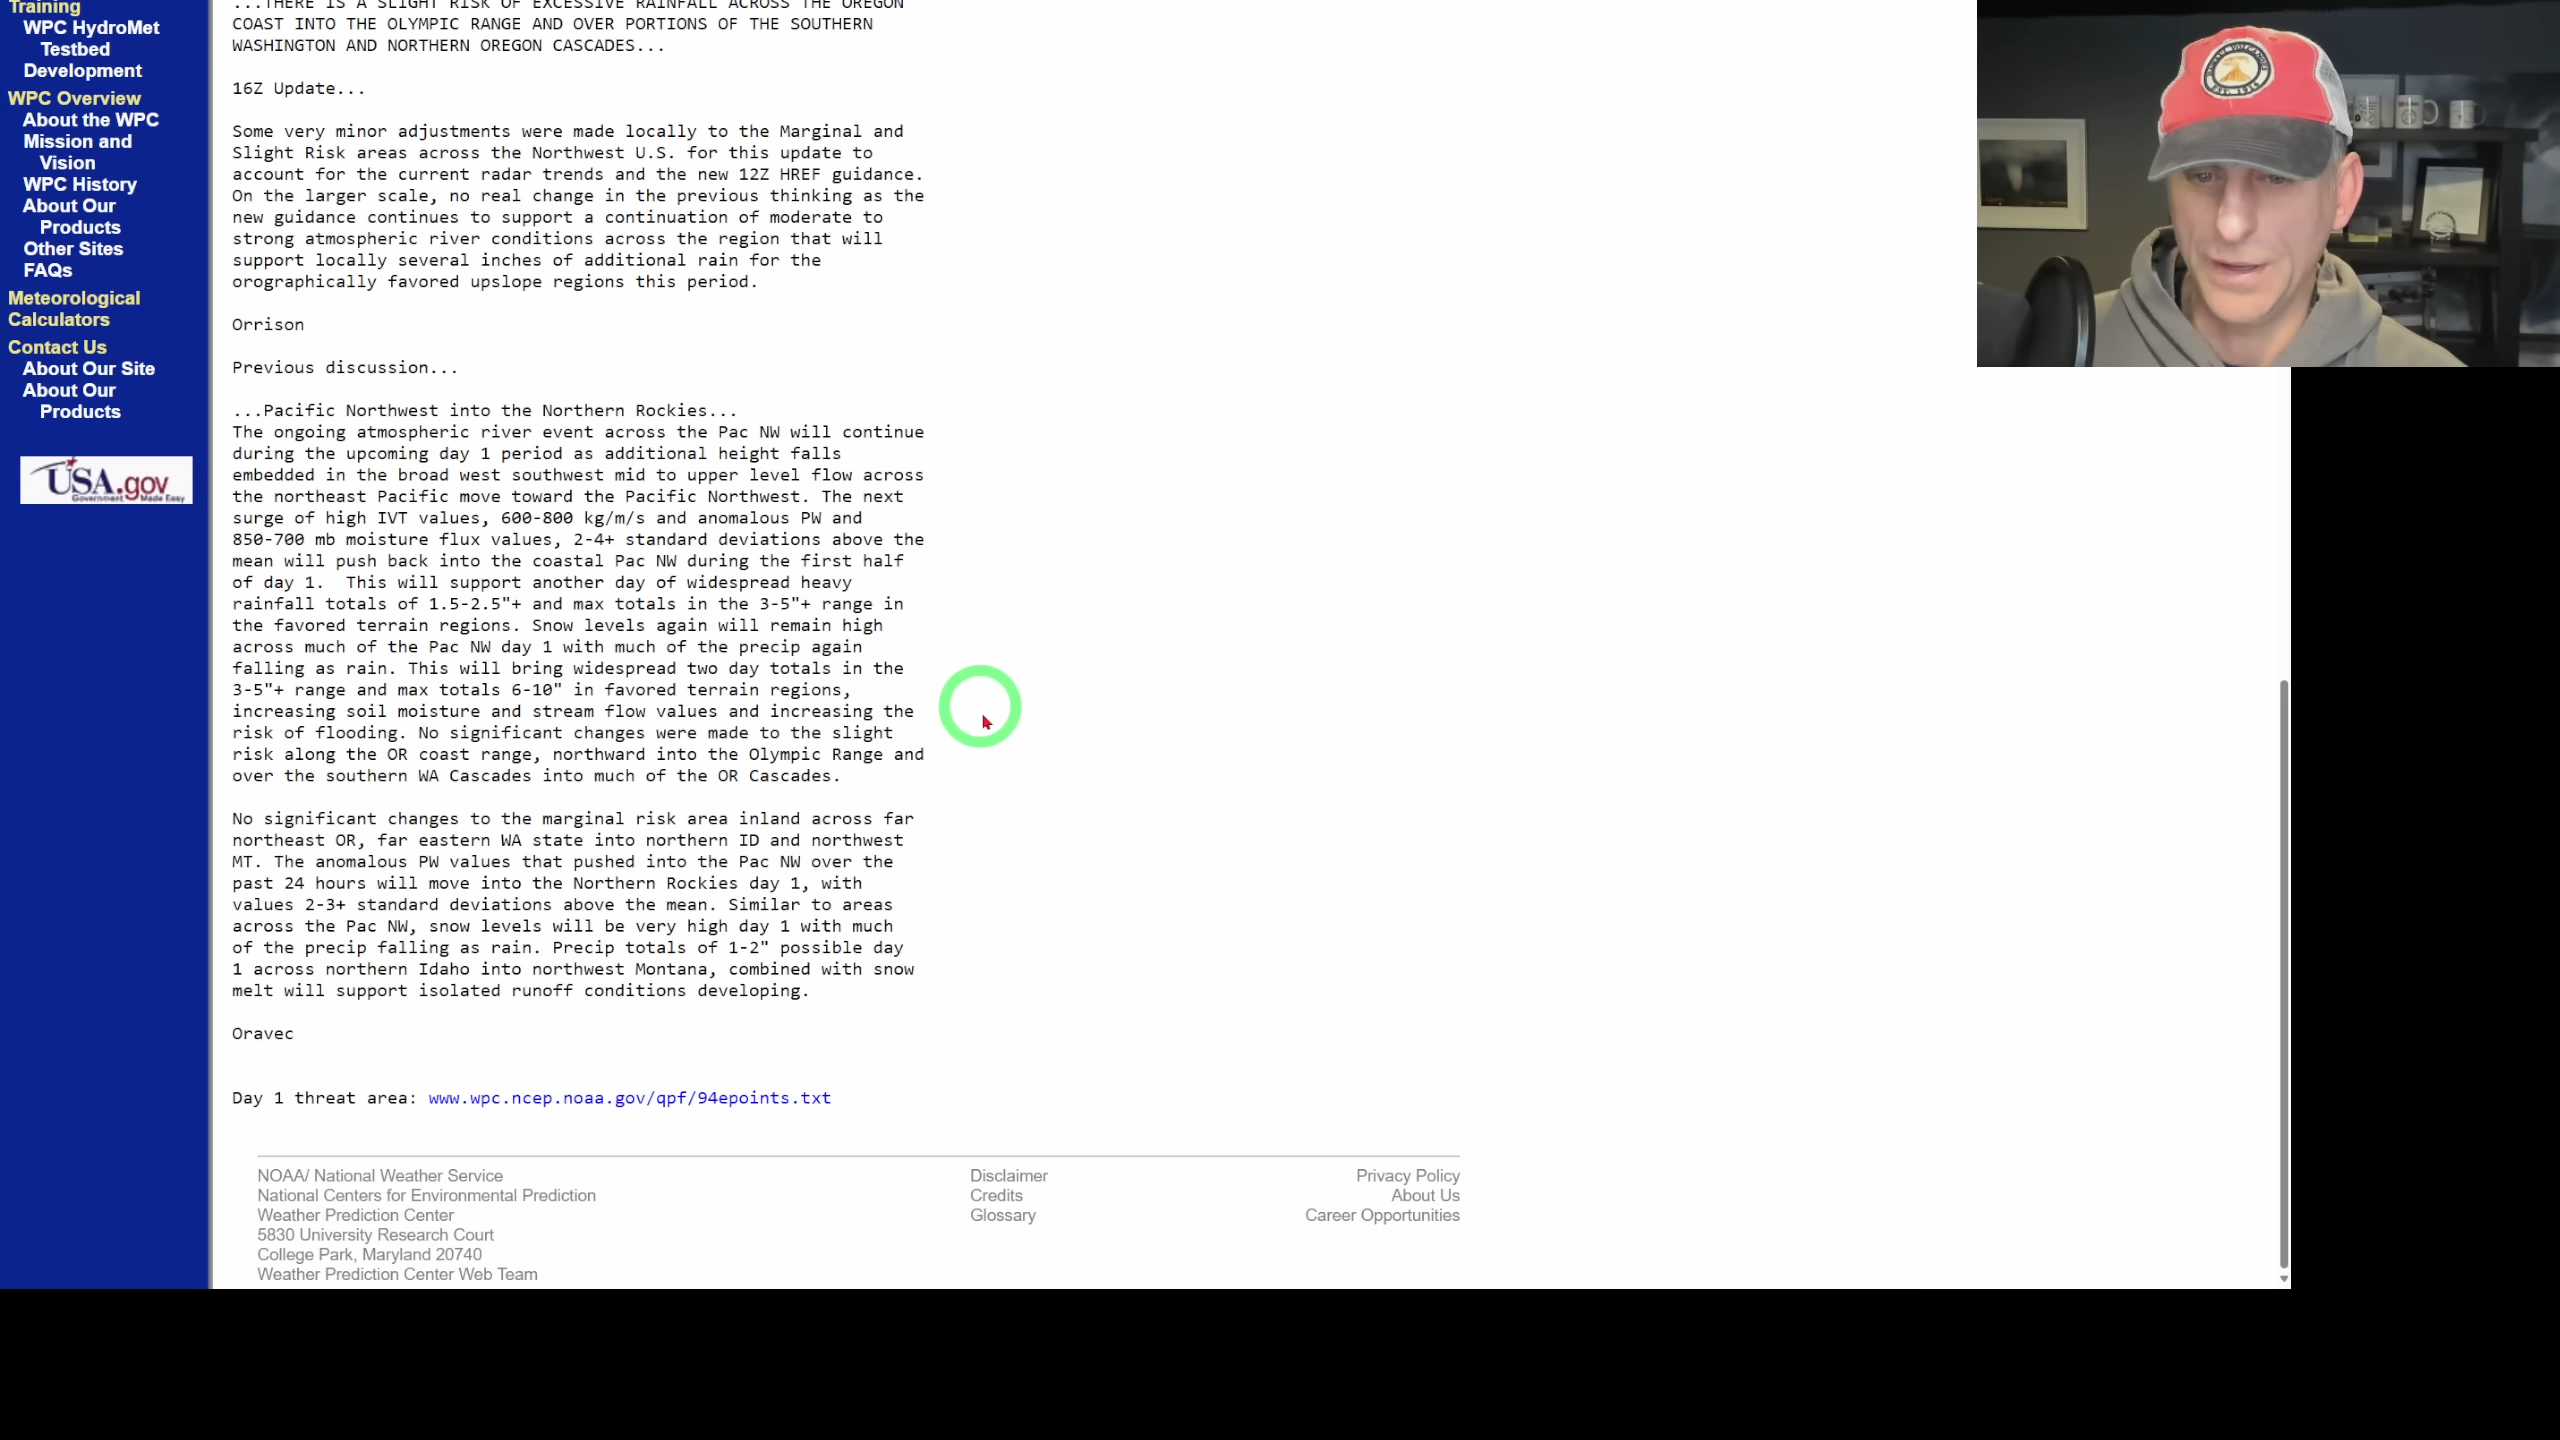 Training
WPC HydroMet
Testbed
Development
WPC Overview
About the WPC
Mission and
Vision
WPC History
About Our
Products
Other Sites
FAQs
Meteorological
Calculators
Contact Us
About Our Site
About Our
Products
USA.gov
Government Made Easy
...THERE IS A SLIGHT RISK OF EXCESSIVE RAINFALL ACROSS THE OREGON
COAST INTO THE OLYMPIC RANGE AND OVER PORTIONS OF THE SOUTHERN
WASHINGTON AND NORTHERN OREGON CASCADES...
16Z Update...
Some very minor adjustments were made locally to the Marginal and
Slight Risk areas across the Northwest U.S. for this update to
account for the current radar trends and the new 12Z HREF guidance.
On the larger scale, no real change in the previous thinking as the
new guidance continues to support a continuation of moderate to
strong atmospheric river conditions across the region that will
support locally several inches of additional rain for the
orographically favored upslope regions this period.
Orrison
Previous discussion...
...Pacific Northwest into the Northern Rockies...
The ongoing atmospheric river event across the Pac NW will continue
during the upcoming day 1 period as additional height falls
embedded in the broad west southwest mid to upper level flow across
the northeast Pacific move toward the Pacific Northwest. The next
surge of high IVT values, 600-800 kg/m/s and anomalous PW and
850-700 mb moisture flux values, 2-4+ standard deviations above the
mean will push back into the coastal Pac NW during the first half
of day 1.  This will support another day of widespread heavy
rainfall totals of 1.5-2.5"+ and max totals in the 3-5"+ range in
the favored terrain regions. Snow levels again will remain high
across much of the Pac NW day 1 with much of the precip again
falling as rain. This will bring widespread two day totals in the
3-5"+ range and max totals 6-10" in favored terrain regions,
increasing soil moisture and stream flow values and increasing the
risk of flooding. No significant changes were made to the slight
risk along the OR coast range, northward into the Olympic Range and
over the southern WA Cascades into much of the OR Cascades.
No significant changes to the marginal risk area inland across far
northeast OR, far eastern WA state into northern ID and northwest
MT. The anomalous PW values that pushed into the Pac NW over the
past 24 hours will move into the Northern Rockies day 1, with
values 2-3+ standard deviations above the mean. Similar to areas
across the Pac NW, snow levels will be very high day 1 with much
of the precip falling as rain. Precip totals of 1-2" possible day
1 across northern Idaho into northwest Montana, combined with snow
melt will support isolated runoff conditions developing.
Oravec
Day 1 threat area: www.wpc.ncep.noaa.gov/qpf/94epoints.txt
NOAA/ National Weather Service
National Centers for Environmental Prediction
Weather Prediction Center
5830 University Research Court
College Park, Maryland 20740
Weather Prediction Center Web Team
Disclaimer
Credits
Glossary
Privacy Policy
About Us
Career Opportunities